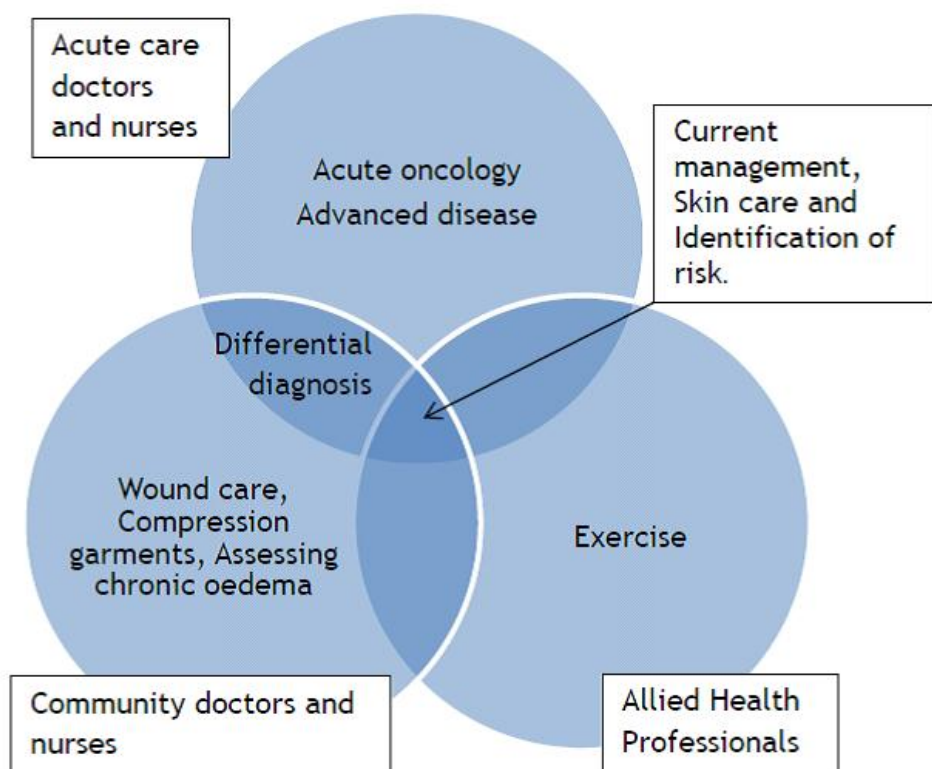 Acute care
doctors
and nurses
Acute oncology
Advanced disease
Current
management,
Skin care and
Identification of
risk.
Differential
diagnosis
Wound care,
Compression
garments, Assessing
chronic oedema
Exercise
Community doctors and
nurses
Allied Health
Professionals